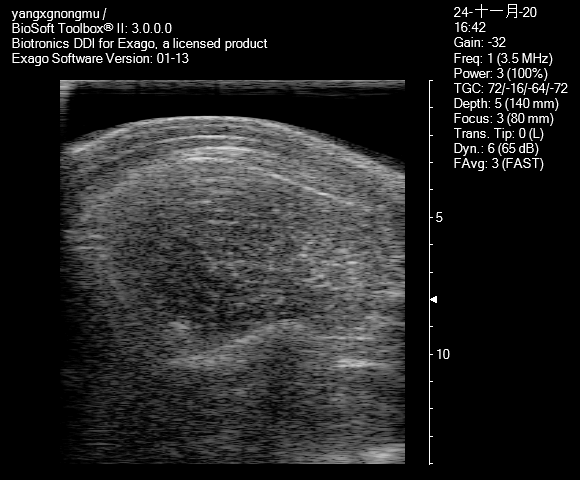 yangxgnongmu /
BioSoft Toolbox® II: 3.0.0.0
Biotronics DDI for Exago, a licensed product
Exago Software Version: 01-13
24-十一月-20
16:42
Gain: -32
Freq: 1 (3.5 MHz)
Power: 3 (100%)
TGC: 72/-16/-64/-72
Depth: 5 (140 mm)
Focus: 3 (80 mm)
Trans. Tip: 0 (L)
Dyn.: 6 (65 dB)
FAvg: 3 (FAST)
5
10